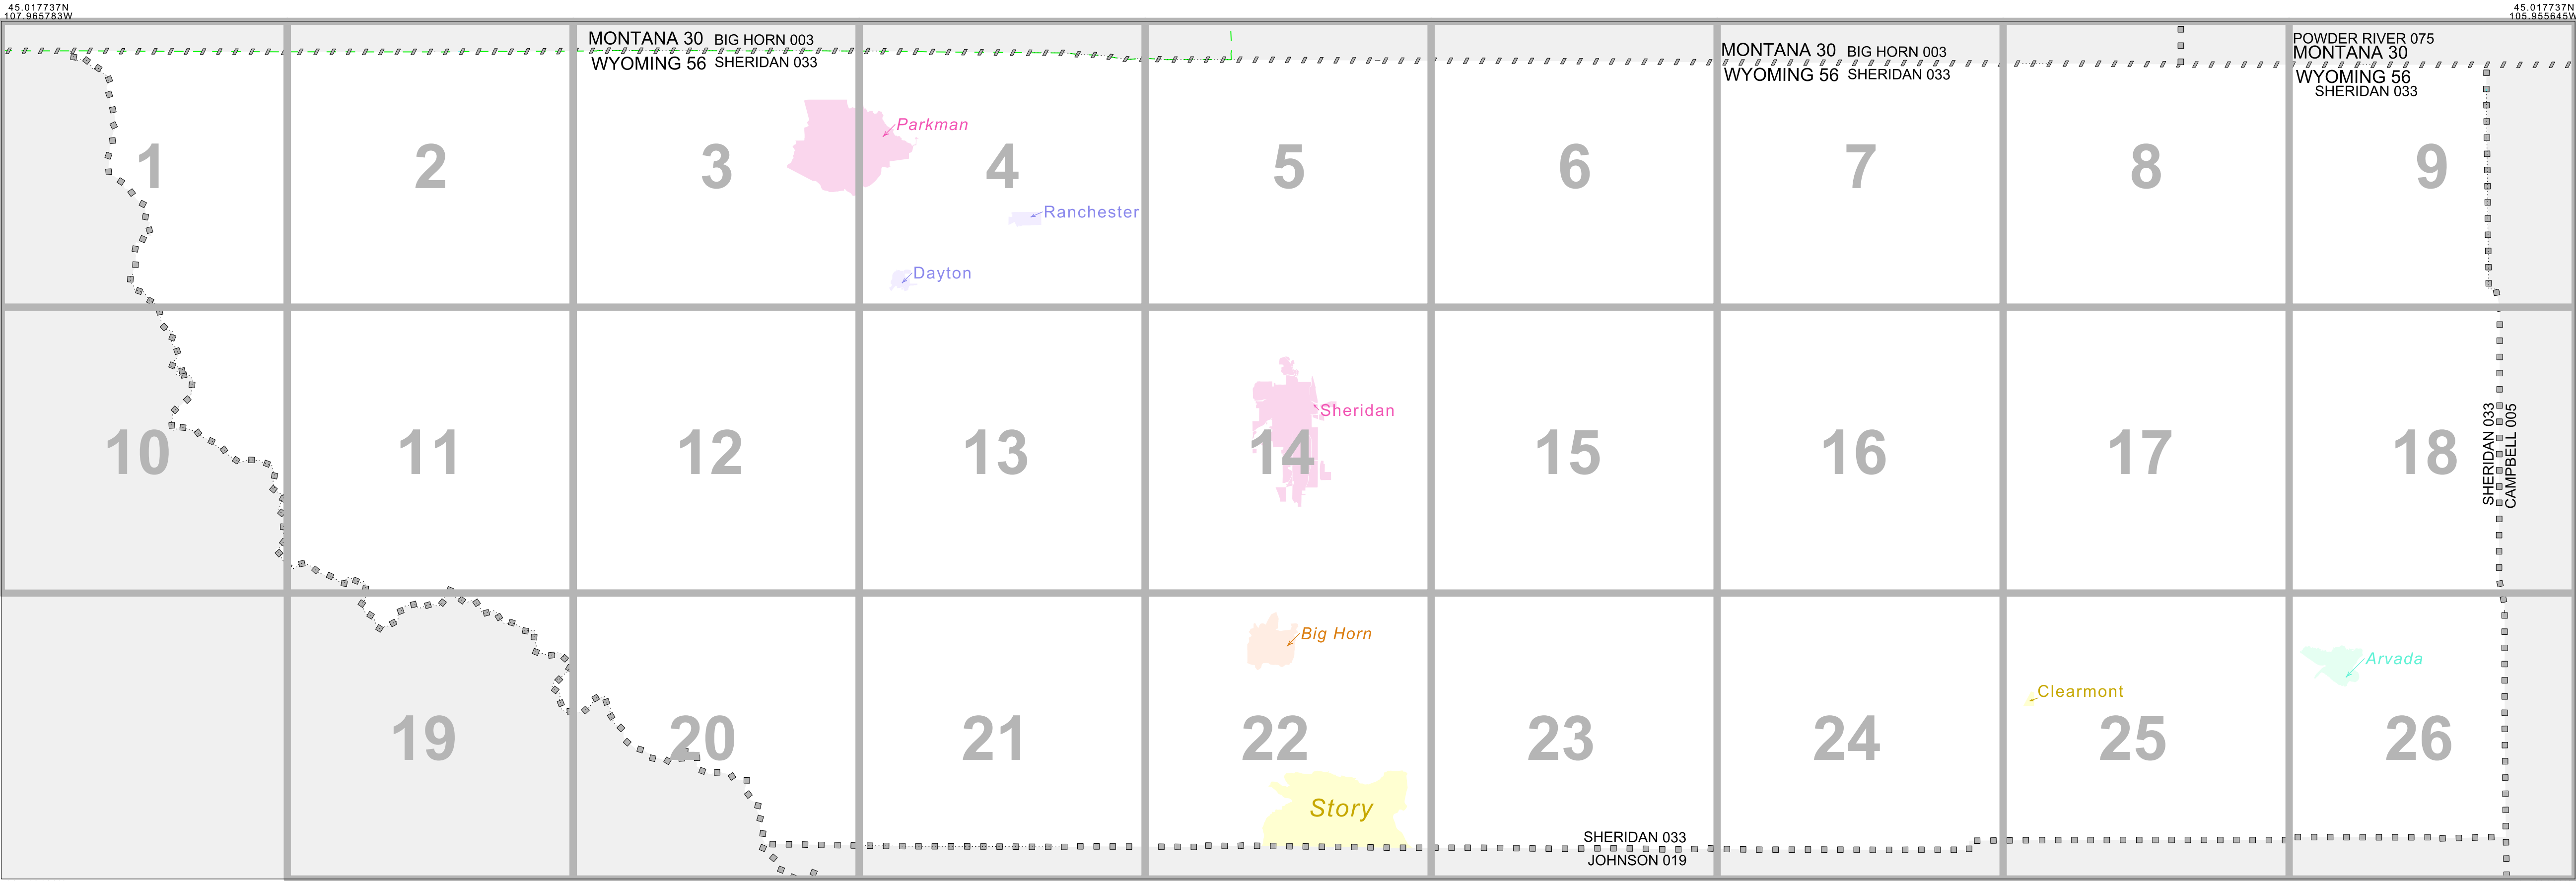 45.017737N
107.965783W
45.017737N
105.955645W
MONTANA 30 BIG HORN 003
WYOMING 56 SHERIDAN 033
MONTANA 30 BIG HORN 003
WYOMING 56 SHERIDAN 033
POWDER RIVER 075
MONTANA 30
WYOMING 56
SHERIDAN 033
Parkman
1
2
3
4
5
6
7
8
9
Ranchester
Dayton
Sheridan
10
11
12
13
14
15
16
17
18
SHERIDAN 033
CAMPBELL 005
Big Horn
Arvada
Clearmont
19
20
21
22
23
24
25
26
Story
SHERIDAN 033
JOHNSON 019